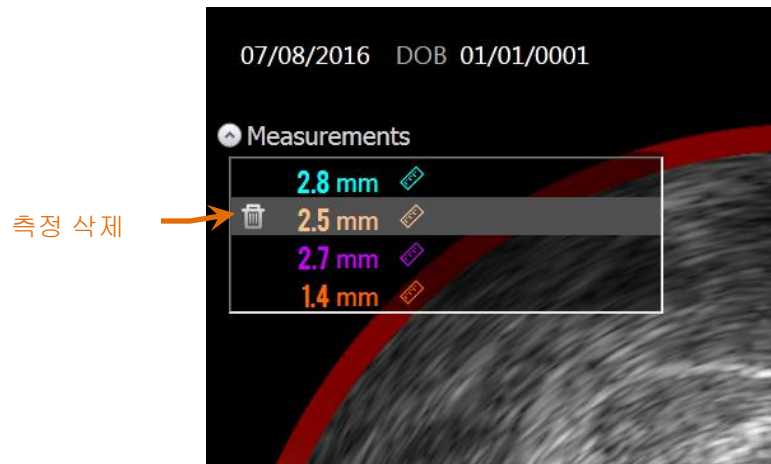 07/08/2016 DOB 01/01/0001
Measurements
2.8 mm
측정 삭제
2.5 mm
2.7 mm
1.4 mm